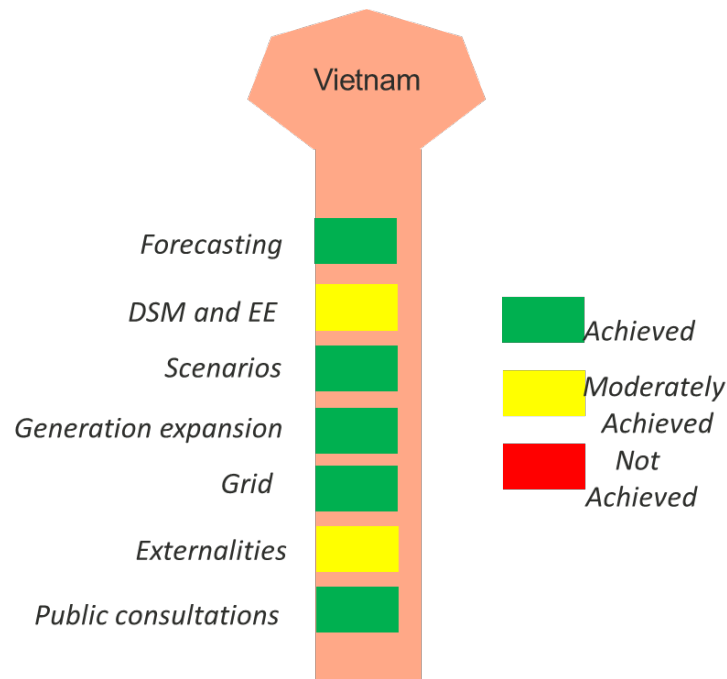 Vietnam
Forecasting
DSM and EE
Scenarios
Generation expansion
Grid
Externalities
Public consultations
Achieved
Moderately
Achieved
Not
Achieved